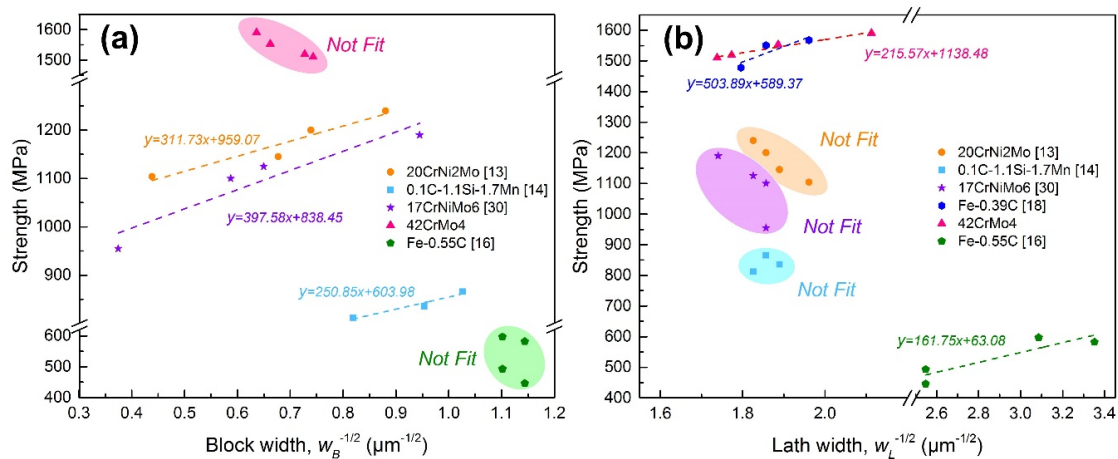 (a)
Not Fit
y=311.73x+959.07
20CrNi2Mo [13]
0.1C-1.1Si-1.7Mn [14]
17CrNiMo6 [30]
42CrMo4
Fe-0.55C [16]
y=397.58x+838.45
y=250.85x+603.98
Not Fit
Strength (MPa)
1600
1500
1200
1100
1000
900
600
500
400
0.3 0.4 0.5 0.6 0.7 0.8 0.9 1.0 1.1 1.2
Block width, w_B^-1/2 (μm^-1/2)
(b)
y=215.57x+1138.48
y=503.89+589.37
Not Fit
20CrNi2Mo [13]
0.1C-1.1Si-1.7Mn [14]
17CrNiMo6 [30]
Fe-0.39C [18]
42CrMo4
Fe-0.55C [16]
Not Fit
Not Fit
y=161.75x+63.08
Strength (MPa)
1600
1500
1400
1300
1200
1100
1000
900
800
700
600
500
400
1.6 1.8 2.0 2.6 2.8 3.0 3.2 3.4
Lath width, w_L^-1/2 (μm^-1/2)